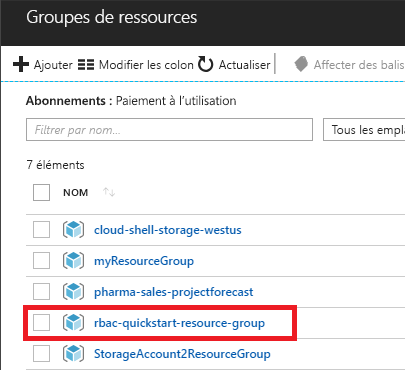 Groupes de ressources
Ajouter Modifier les colon Actualiser Affecter des balis
Abonnements : Paiement à l'utilisation
Filtrer par nom... Tous les empla
7 éléments
NOM
cloud-shell-storage-westus
myResourceGroup
pharma-sales-projectforecast
rbac-quickstart-resource-group
StorageAccount2ResourceGroup